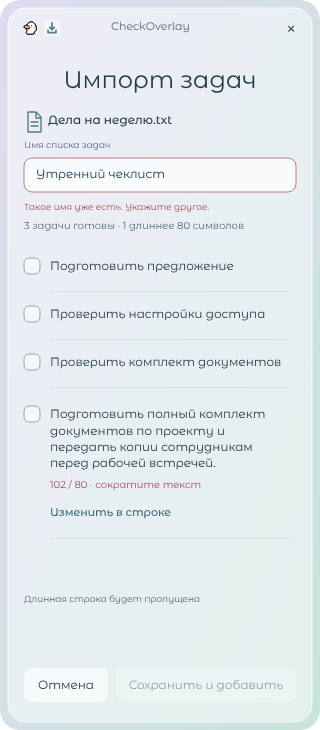 CheckOverlay
×
Импорт задач
Дела на неделю.txt
Имя списка задач
Утренний чеклист
Такое имя уже есть. Укажите другое.
3 задачи готовы · 1 длиннее 80 символов
Подготовить предложение
Проверить настройки доступа
Проверить комплект документов
Подготовить полный комплект
документов по проекту и
передать копии сотрудникам
перед рабочей встречей.
102 / 80 · сократите текст
Изменить в строке
Длинная строка будет пропущена
Отмена
Сохранить и добавить